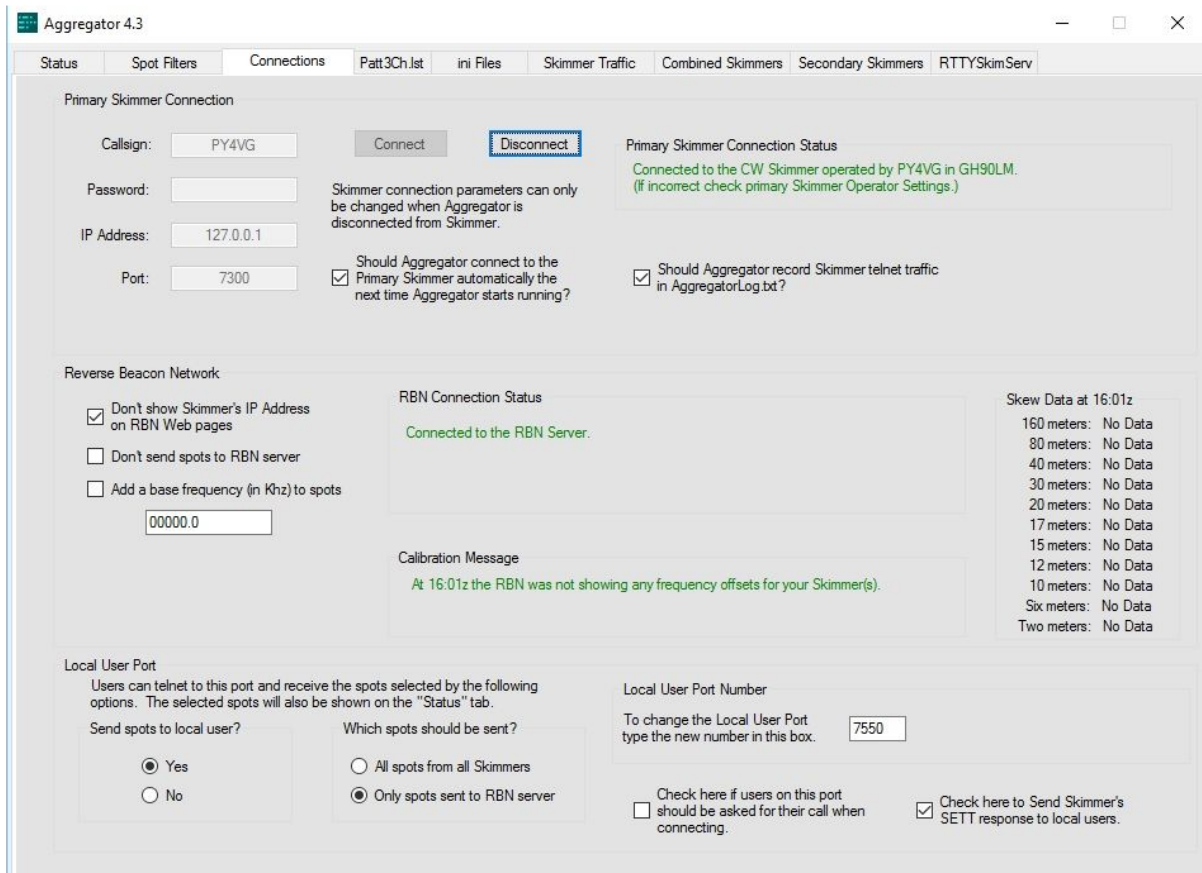 Aggregator 4.3
Status Spot Filters Connections Patt3Ch.lst ini Files Skimmer Traffic Combined Skimmers Secondary Skimmers RTTYSkimServ
Primary Skimmer Connection
Callsign: PY4VG
Connect Disconnect
Password:
IP Address: 127.0.0.1
Port: 7300
Skimmer connection parameters can only
be changed when Aggregator is
disconnected from Skimmer.
Should Aggregator connect to the
Primary Skimmer automatically the
next time Aggregator starts running?
Primary Skimmer Connection Status
Connected to the CW Skimmer operated by PY4VG in GH90LM.
(If incorrect check primary Skimmer Operator Settings.)
Should Aggregator record Skimmer telnet traffic
in AggregatorLog.txt?
Reverse Beacon Network
Don't show Skimmer's IP Address
on RBN Web pages
Don't send spots to RBN server
Add a base frequency (in Khz) to spots
00000.0
RBN Connection Status
Connected to the RBN Server.
Calibration Message
At 16:01z the RBN was not showing any frequency offsets for your Skimmer(s).
Skew Data at 16:01z
160 meters: No Data
80 meters: No Data
40 meters: No Data
30 meters: No Data
20 meters: No Data
17 meters: No Data
15 meters: No Data
12 meters: No Data
10 meters: No Data
Six meters: No Data
Two meters: No Data
Local User Port
Users can telnet to this port and receive the spots selected by the following
options. The selected spots will also be shown on the "Status" tab.
Send spots to local user?
Yes
No
Which spots should be sent?
All spots from all Skimmers
Only spots sent to RBN server
Local User Port Number
To change the Local User Port
type the new number in this box.
7550
Check here if users on this port
should be asked for their call when
connecting.
Check here to Send Skimmer's
SETT response to local users.